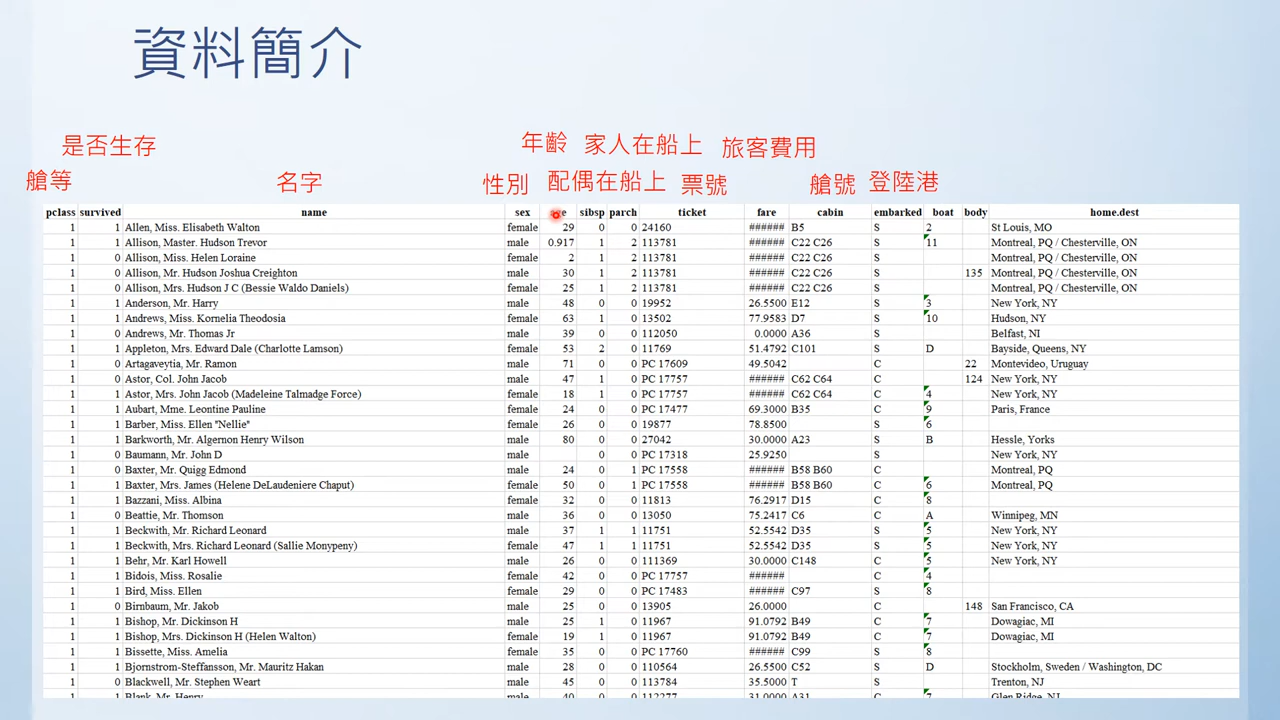 資料簡介
是否生存 年齡 家人在船上 旅客費用
艙等 名字 性別 配偶在船上 票號 艙號 登陸港
pclass survived name sex sibsp parch ticket fare cabin embarked boat body home.dest
1 1 Allen, Miss. Elisabeth Walton female 29 0 0 24160 ###### B5 S 2 St Louis, MO
1 1 Allison, Master. Hudson Trevor male 0.917 1 2 113781 ###### C22 C26 S 11 Montreal, PQ / Chesterville, ON
1 0 Allison, Miss. Helen Loraine female 2 1 2 113781 ###### C22 C26 S Montreal, PQ / Chesterville, ON
1 0 Allison, Mr. Hudson Joshua Creighton male 30 1 2 113781 ###### C22 C26 S 135 Montreal, PQ / Chesterville, ON
1 0 Allison, Mrs. Hudson J C (Bessie Waldo Daniels) female 25 1 2 113781 ###### C22 C26 S Montreal, PQ / Chesterville, ON
1 1 Anderson, Mr. Harry male 48 0 0 19952 26.5500 E12 S 3 New York, NY
1 1 Andrews, Miss. Kornelia Theodosia female 63 1 0 13502 77.9583 D7 S 10 Hudson, NY
1 0 Andrews, Mr. Thomas Jr male 39 0 0 112050 0.0000 A36 S Belfast, NI
1 1 Appleton, Mrs. Edward Dale (Charlotte Lamson) female 53 2 0 11769 51.4792 C101 S D Bayside, Queens, NY
1 0 Artagaveytia, Mr. Ramon male 71 0 0 PC 17609 49.5042 C 22 Montevideo, Uruguay
1 0 Astor, Col. John Jacob male 47 1 0 PC 17757 ###### C62 C64 C 124 New York, NY
1 1 Astor, Mrs. John Jacob (Madeleine Talmadge Force) female 18 1 0 PC 17757 ###### C62 C64 C 4 New York, NY
1 1 Aubart, Mme. Leontine Pauline female 24 0 0 PC 17477 69.3000 B35 C 9 Paris, France
1 1 Barber, Miss. Ellen "Nellie" female 26 0 0 19877 78.8500 S 6
1 1 Barkworth, Mr. Algernon Henry Wilson male 80 0 0 27042 30.0000 A23 S B Hessle, Yorks
1 0 Baumann, Mr. John D male 0 0 PC 17318 25.9250 S New York, NY
1 0 Baxter, Mr. Quigg Edmond male 24 0 1 PC 17558 ###### B58 B60 C Montreal, PQ
1 1 Baxter, Mrs. James (Helene DeLaudeniere Chaput) female 50 0 1 PC 17558 ###### B58 B60 C 6 Montreal, PQ
1 1 Bazzani, Miss. Albina female 32 0 0 11813 76.2917 D15 C 8
1 0 Beattie, Mr. Thomson male 36 0 0 13050 75.2417 C6 C A Winnipeg, MN
1 1 Beckwith, Mr. Richard Leonard male 37 1 1 11751 52.5542 D35 S 5 New York, NY
1 1 Beckwith, Mrs. Richard Leonard (Sallie Monypeny) female 47 1 1 11751 52.5542 D35 S 5 New York, NY
1 1 Behr, Mr. Karl Howell male 26 0 0 111369 30.0000 C148 C 5 New York, NY
1 1 Bidois, Miss. Rosalie female 42 0 0 PC 17757 ###### C 4
1 1 Bird, Miss. Ellen female 29 0 0 PC 17483 ###### C97 S 8
1 0 Birnbaum, Mr. Jakob male 25 0 0 13905 26.0000 C 148 San Francisco, CA
1 1 Bishop, Mr. Dickinson H male 25 1 0 11967 91.0792 B49 C 7 Dowagiac, MI
1 1 Bishop, Mrs. Dickinson H (Helen Walton) female 19 1 0 11967 91.0792 B49 C 7 Dowagiac, MI
1 1 Bissette, Miss. Amelia female 35 0 0 PC 17760 ###### C99 S 8
1 1 Bjornstrom-Steffansson, Mr. Mauritz Hakan male 28 0 0 110564 26.5500 C52 S D Stockholm, Sweden / Washington, DC
1 0 Blackwell, Mr. Stephen Weart male 45 0 0 113784 35.5000 T S Trenton, NJ
1 1 Blank, Mr. Henry male 40 0 0 112277 31.0000 A31 C 7 Glen Ridge, NJ